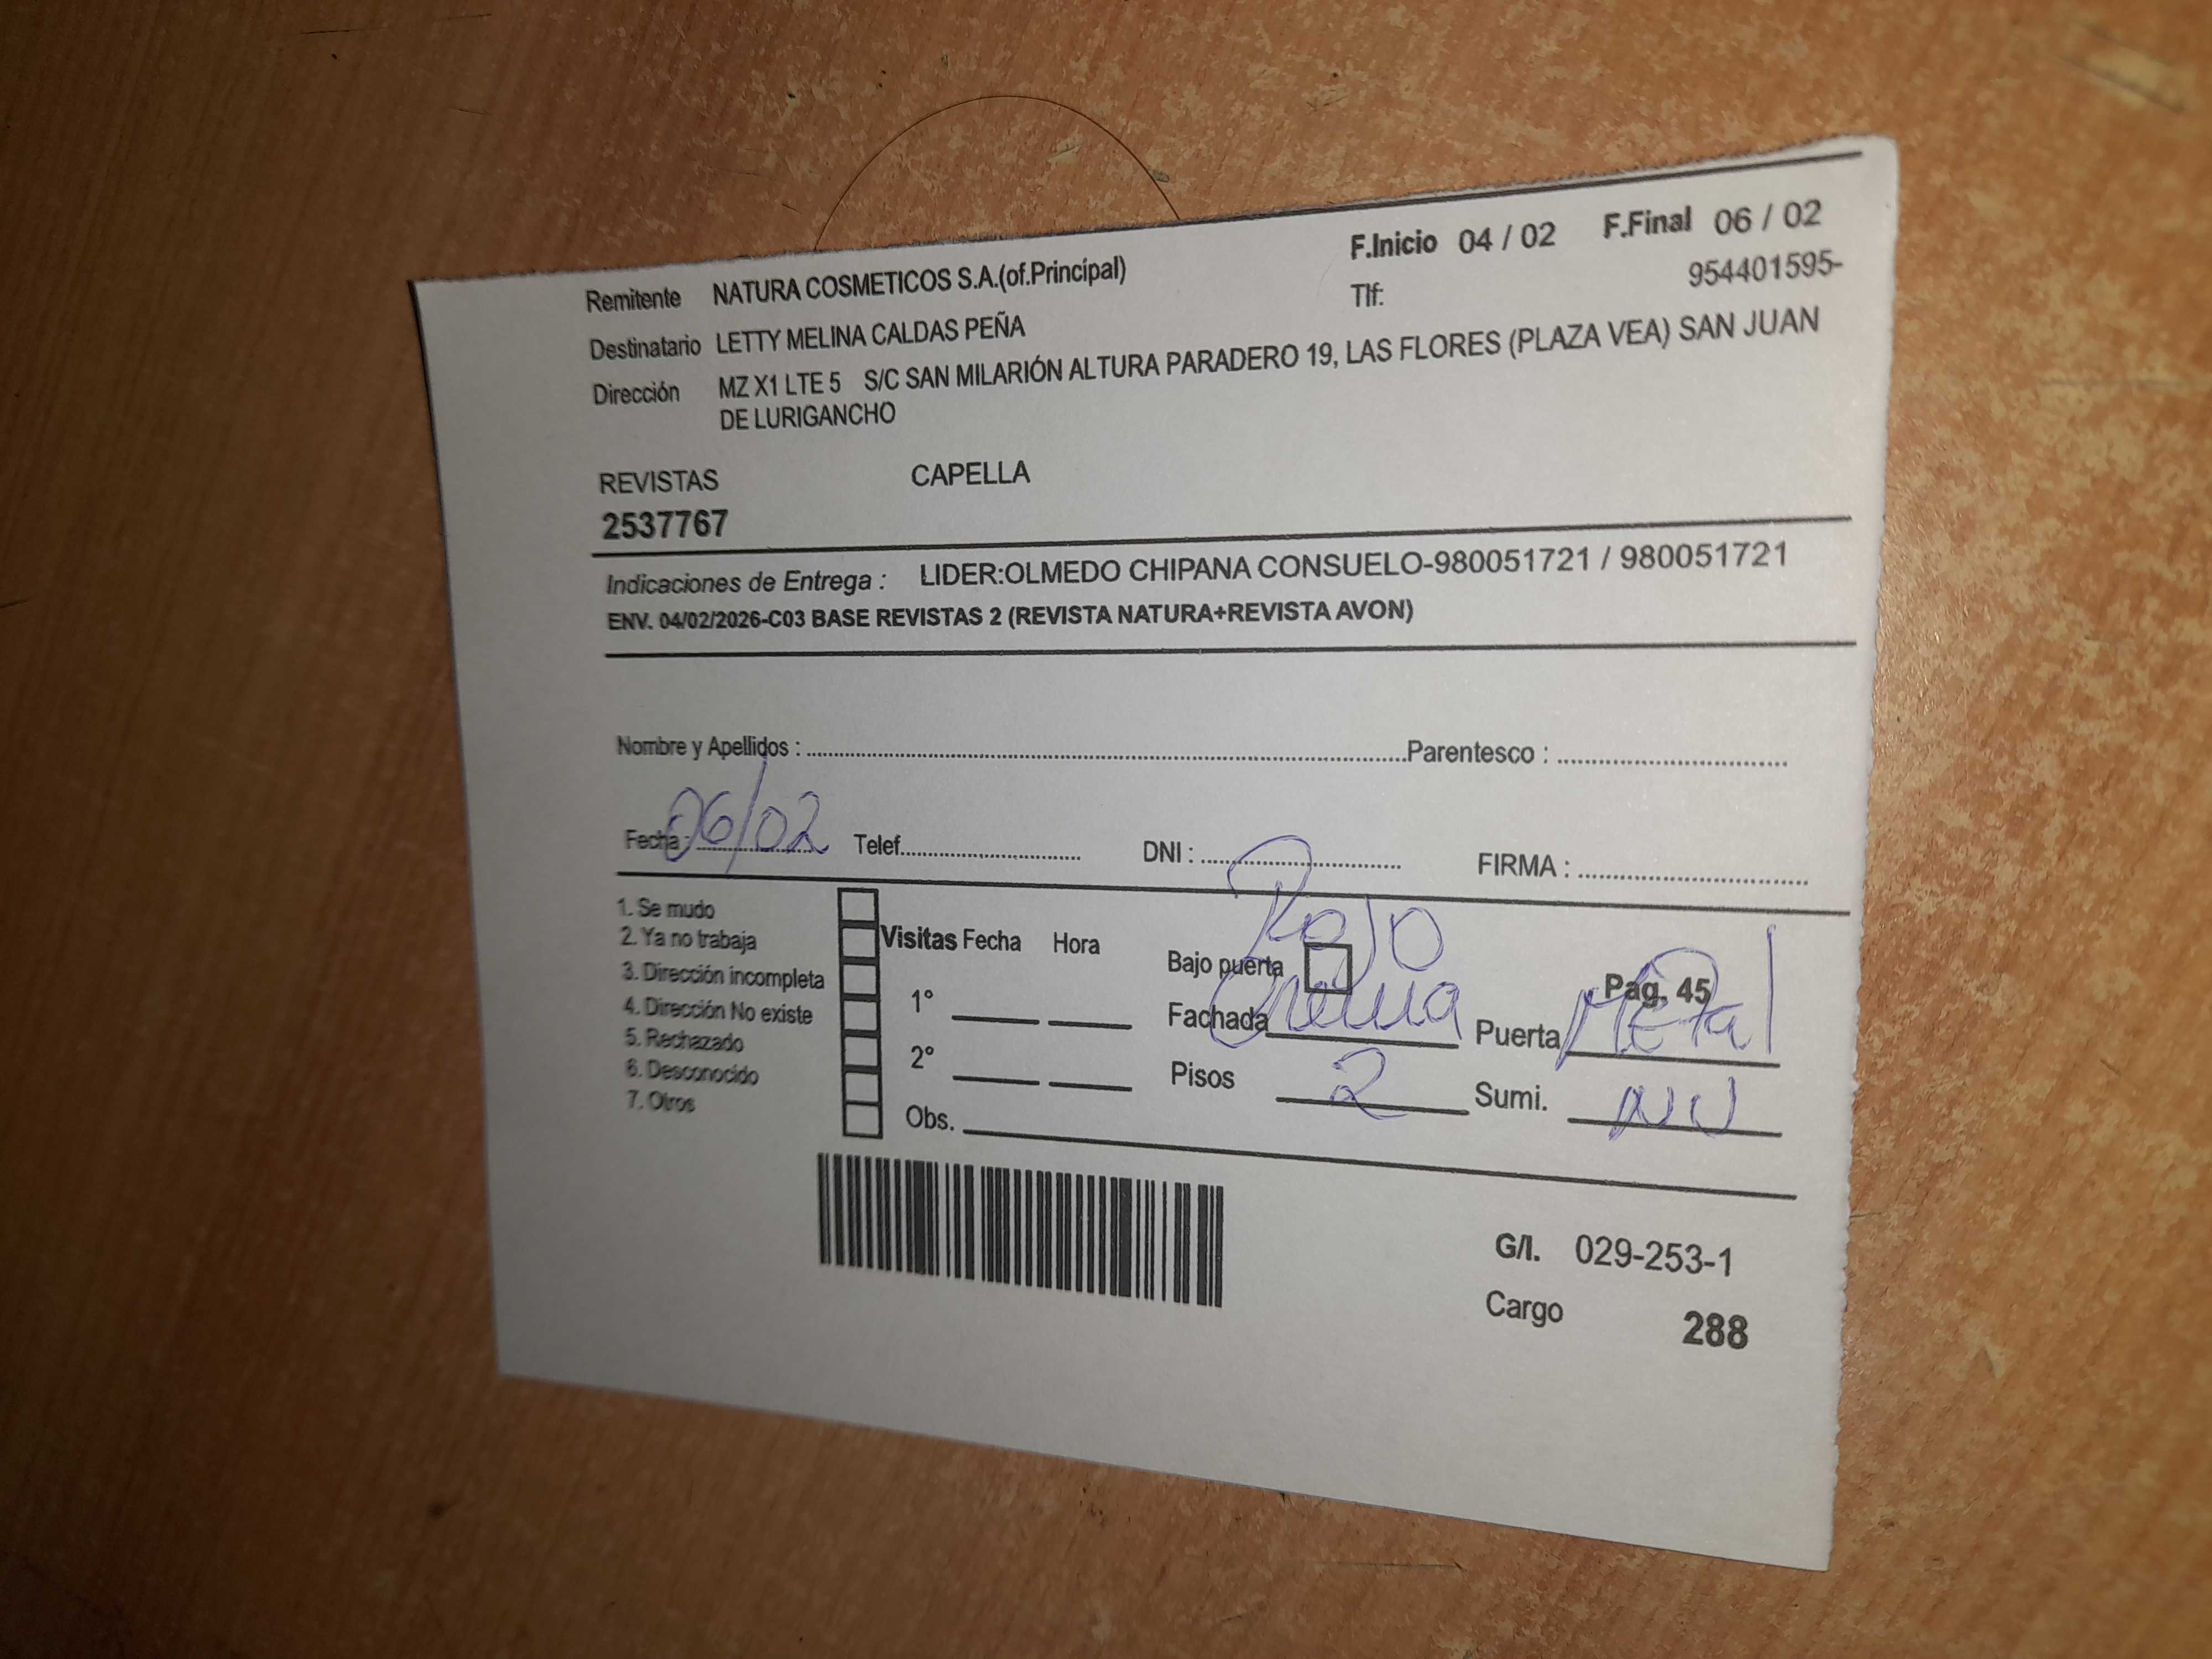 F.Inicio 04 / 02 F.Final 06 / 02
Remitente NATURA COSMETICOS S.A.(of.Principal) Tlf: 954401595-
Destinatario LETTY MELINA CALDAS PEÑA
Dirección MZ X1 LTE 5 S/C SAN MILARIÓN ALTURA PARADERO 19, LAS FLORES (PLAZA VEA) SAN JUAN
DE LURIGANCHO
REVISTAS CAPELLA
2537767
Indicaciones de Entrega : LIDER:OLMEDO CHIPANA CONSUELO-980051721 / 980051721
ENV. 04/02/2026-C03 BASE REVISTAS 2 (REVISTA NATURA+REVISTA AVON)
Nombre y Apellidos : Parentesco :
Fecha : 06/02 Telef. DNI : FIRMA :
1. Se mudo
2. Ya no trabaja
3. Dirección incompleta
4. Dirección No existe
5. Rechazado
6. Desconocido
7. Otros
Visitas Fecha Hora
1°
2°
Obs.
Rojo
Bajo puerta Pag. 45
Fachada Crema Puerta Metal
Pisos 2 Sumi.
G/I. 029-253-1
Cargo 288